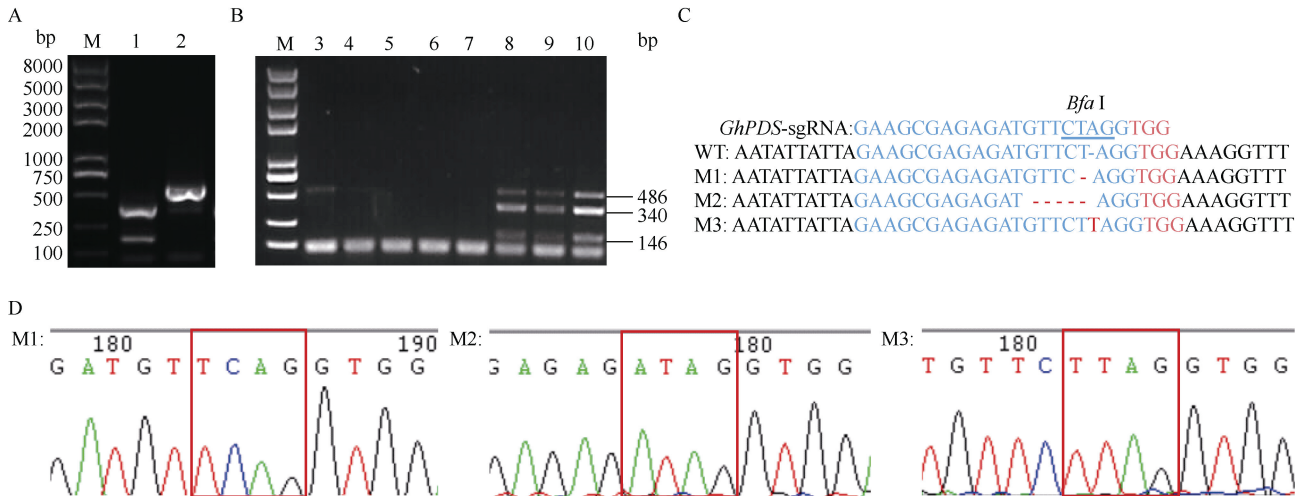 A
bp M 1 2
8000
5000
3000
2000
1000
750
500
250
100
B
M 3 4 5 6 7 8 9 10 bp
486
340
146
C
Bfa I
GhPDS-sgRNA:GAAGCGAGAGATGTTCTAGGTGG
WT: AATATTATTAGAAGCGAGAGATGTTCT-AGGTGGAAAGGTTT
M1: AATATTATTAGAAGCGAGAGATGTTC -AGGTGGAAAGGTTT
M2: AATATTATTAGAAGCGAGAGAT ----- AGGTGGAAAGGTTT
M3: AATATTATTAGAAGCGAGAGATGTTCTTAGGTGGAAAGGTTT
D
M1:
180 190
G A T G T T C A G G T G G
M2:
180
G A G A G A T A G G T G G
M3:
180
T G T T C T T A G G T G G